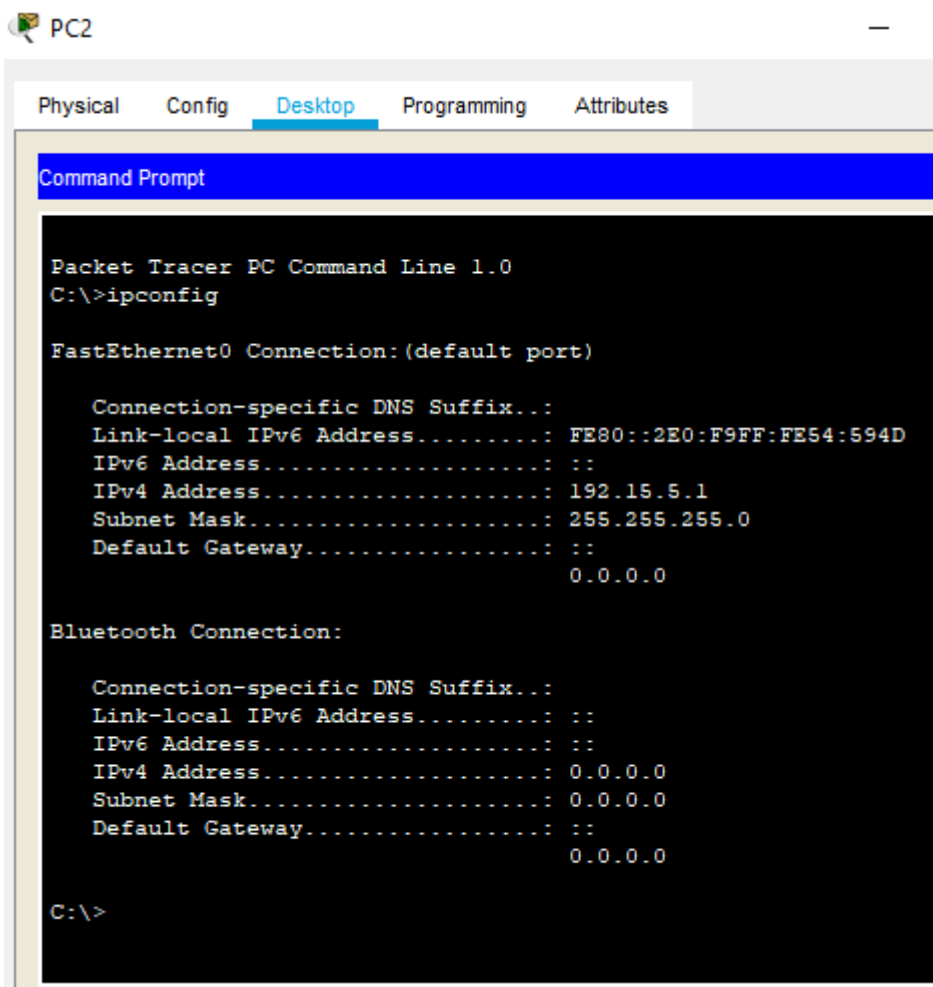 PC2
Physical Config Desktop Programming Attributes
Command Prompt
Packet Tracer PC Command Line 1.0
C:\>ipconfig
FastEthernet0 Connection:(default port)
Connection-specific DNS Suffix..:
Link-local IPv6 Address.........: FE80::2E0:F9FF:FE54:594D
IPv6 Address....................: ::
IPv4 Address....................: 192.15.5.1
Subnet Mask.....................: 255.255.255.0
Default Gateway.................: ::
0.0.0.0
Bluetooth Connection:
Connection-specific DNS Suffix..:
Link-local IPv6 Address.........: ::
IPv6 Address....................: ::
IPv4 Address....................: 0.0.0.0
Subnet Mask.....................: 0.0.0.0
Default Gateway.................: ::
0.0.0.0
C:\>